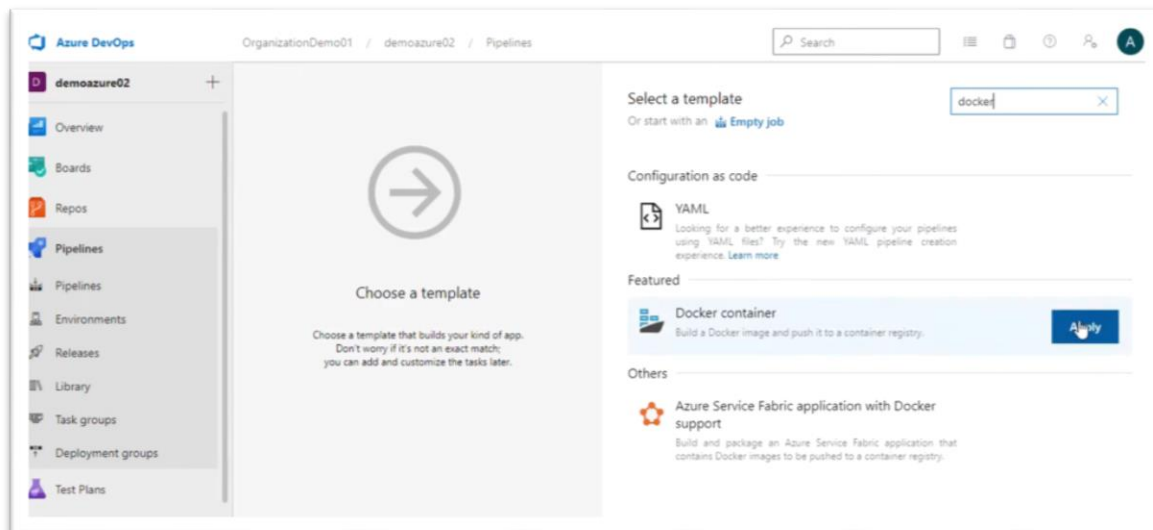 Azure DevOps
OrganizationDemo01 / demoazure02 / Pipelines
Search
A
D demoazure02 +
Overview
Boards
Repos
Pipelines
Pipelines
Environments
Releases
Library
Task groups
Deployment groups
Test Plans
Choose a template
Choose a template that builds your kind of app.
Don't worry if it's not an exact match;
you can add and customize the tasks later.
Select a template
docker
Or start with an Empty job
Configuration as code
YAML
Looking for a better experience to configure your pipelines
using YAML files? Try the new YAML pipeline creation
experience. Learn more
Featured
Docker container
Build a Docker image and push it to a container registry.
Apply
Others
Azure Service Fabric application with Docker
support
Build and package an Azure Service Fabric application that
contains Docker images to be pushed to a container registry.